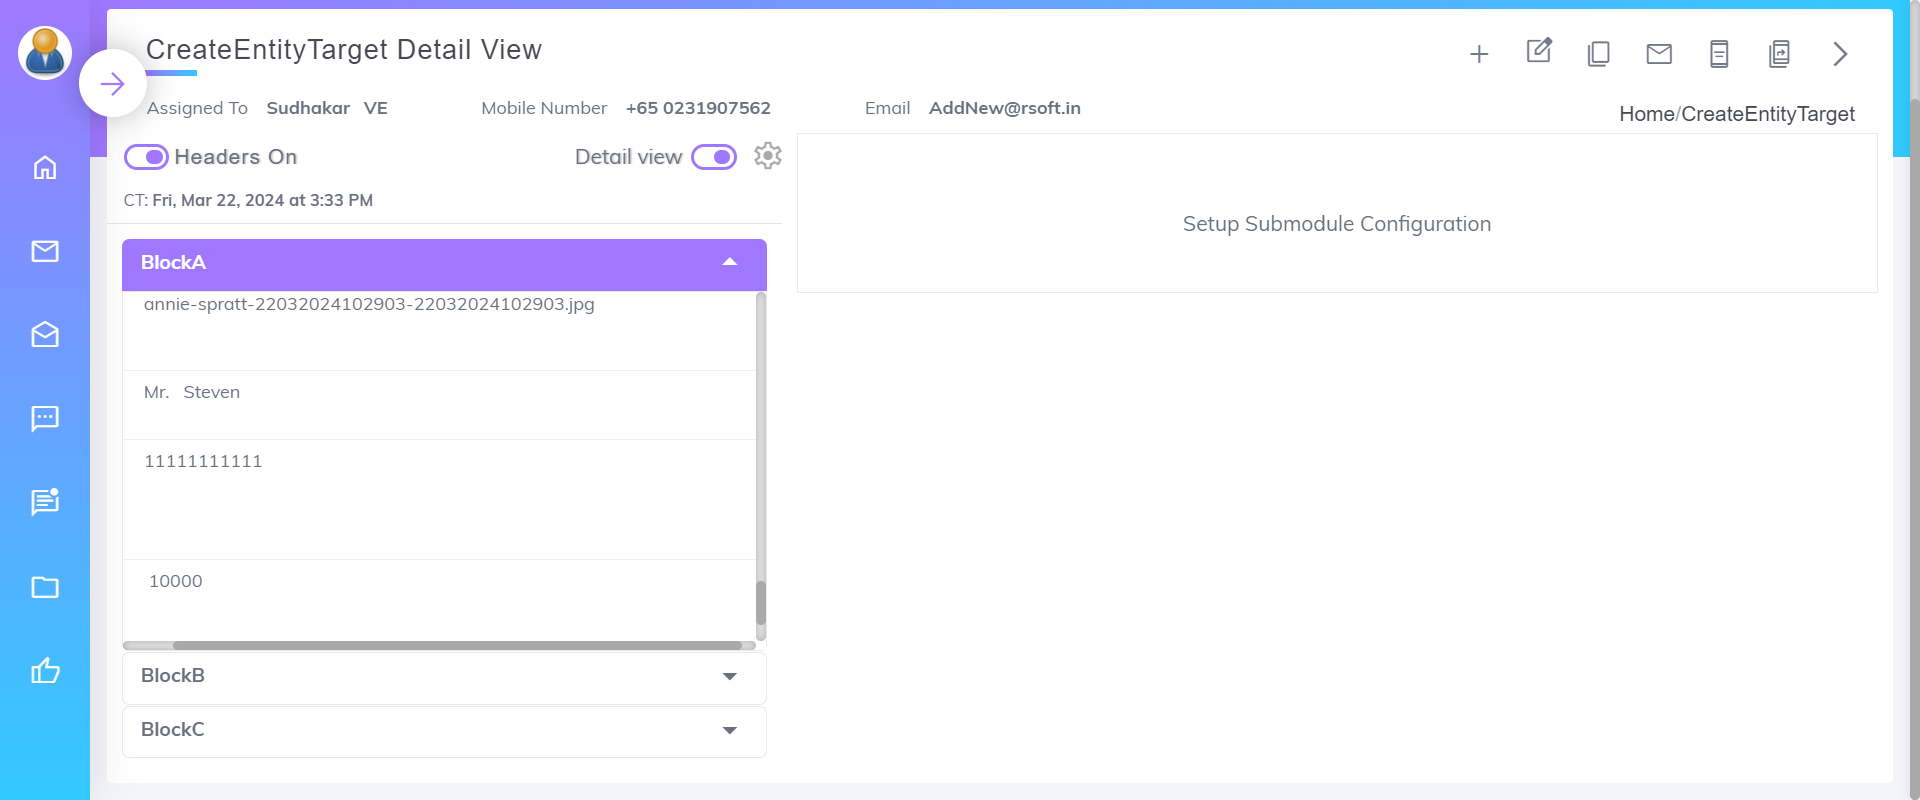 CreateEntityTarget Detail View
Assigned To Sudhakar VE Mobile Number +65 0231907562 Email AddNew@rsoft.in
Home/CreateEntityTarget
Headers On Detail view
CT: Fri, Mar 22, 2024 at 3:33 PM
Setup Submodule Configuration
BlockA
annie-spratt-22032024102903-22032024102903.jpg
Mr. Steven
11111111111
10000
BlockB
BlockC